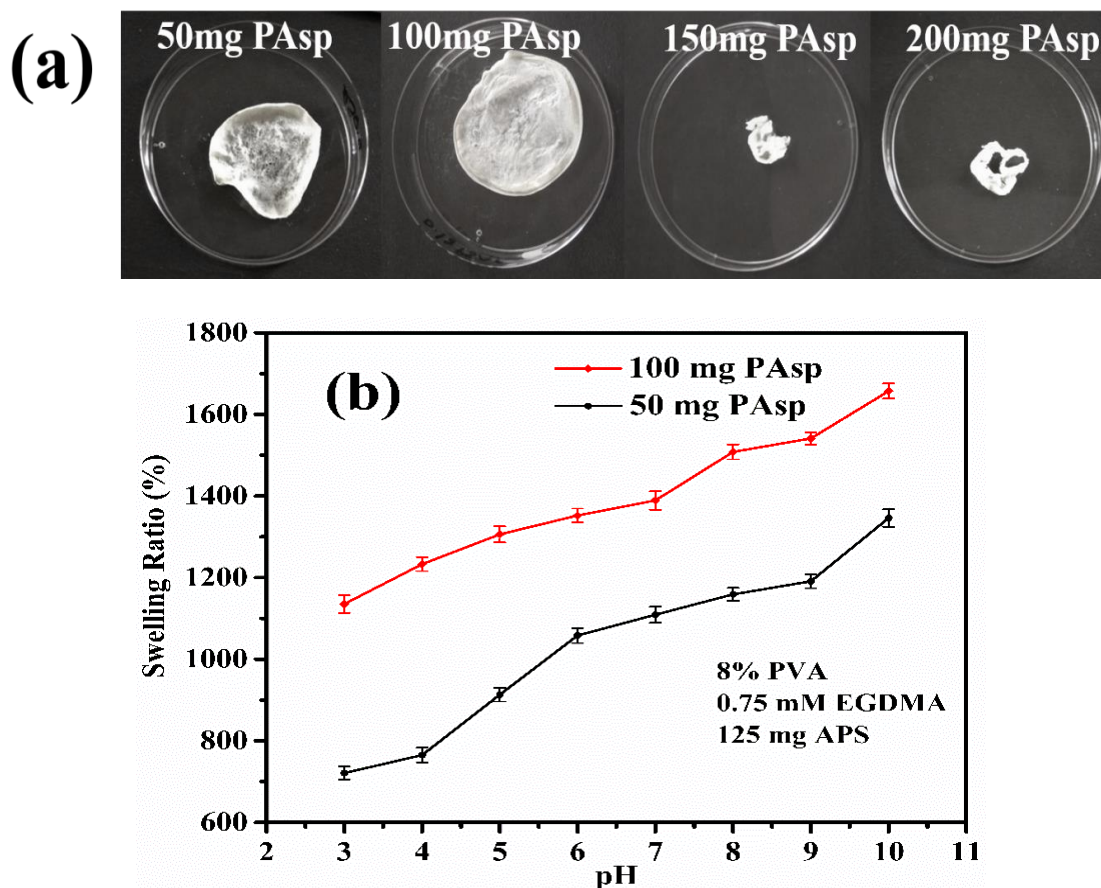 (a)
50mg PAsp
100mg PAsp
150mg PAsp
200mg PAsp
(b)
100 mg PAsp
50 mg PAsp
8% PVA
0.75 mM EGDMA
125 mg APS
Swelling Ratio (%)
1800
1600
1400
1200
1000
800
600
2 3 4 5 6 7 8 9 10 11
pH